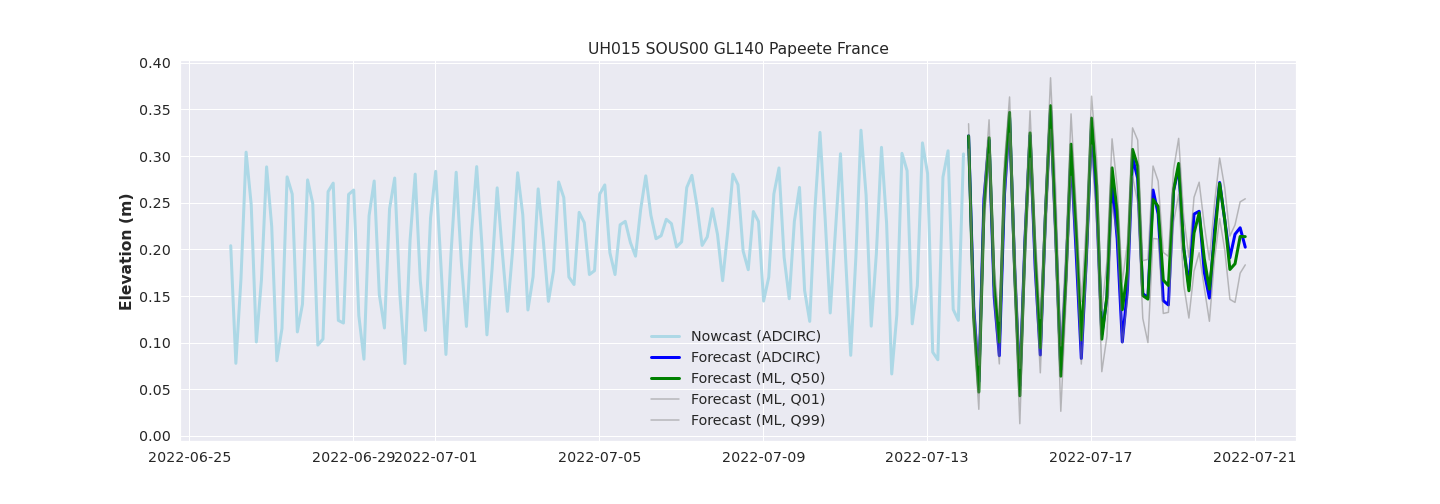 UH015 SOUS00 GL140 Papeete France
0.40
0.35
0.30
0.25
0.20
0.15
0.10
0.05
0.00
Elevation (m)
Nowcast (ADCIRC)
Forecast (ADCIRC)
Forecast (ML, Q50)
Forecast (ML, Q01)
Forecast (ML, Q99)
2022-06-25 2022-06-29 2022-07-01 2022-07-05 2022-07-09 2022-07-13 2022-07-17 2022-07-21